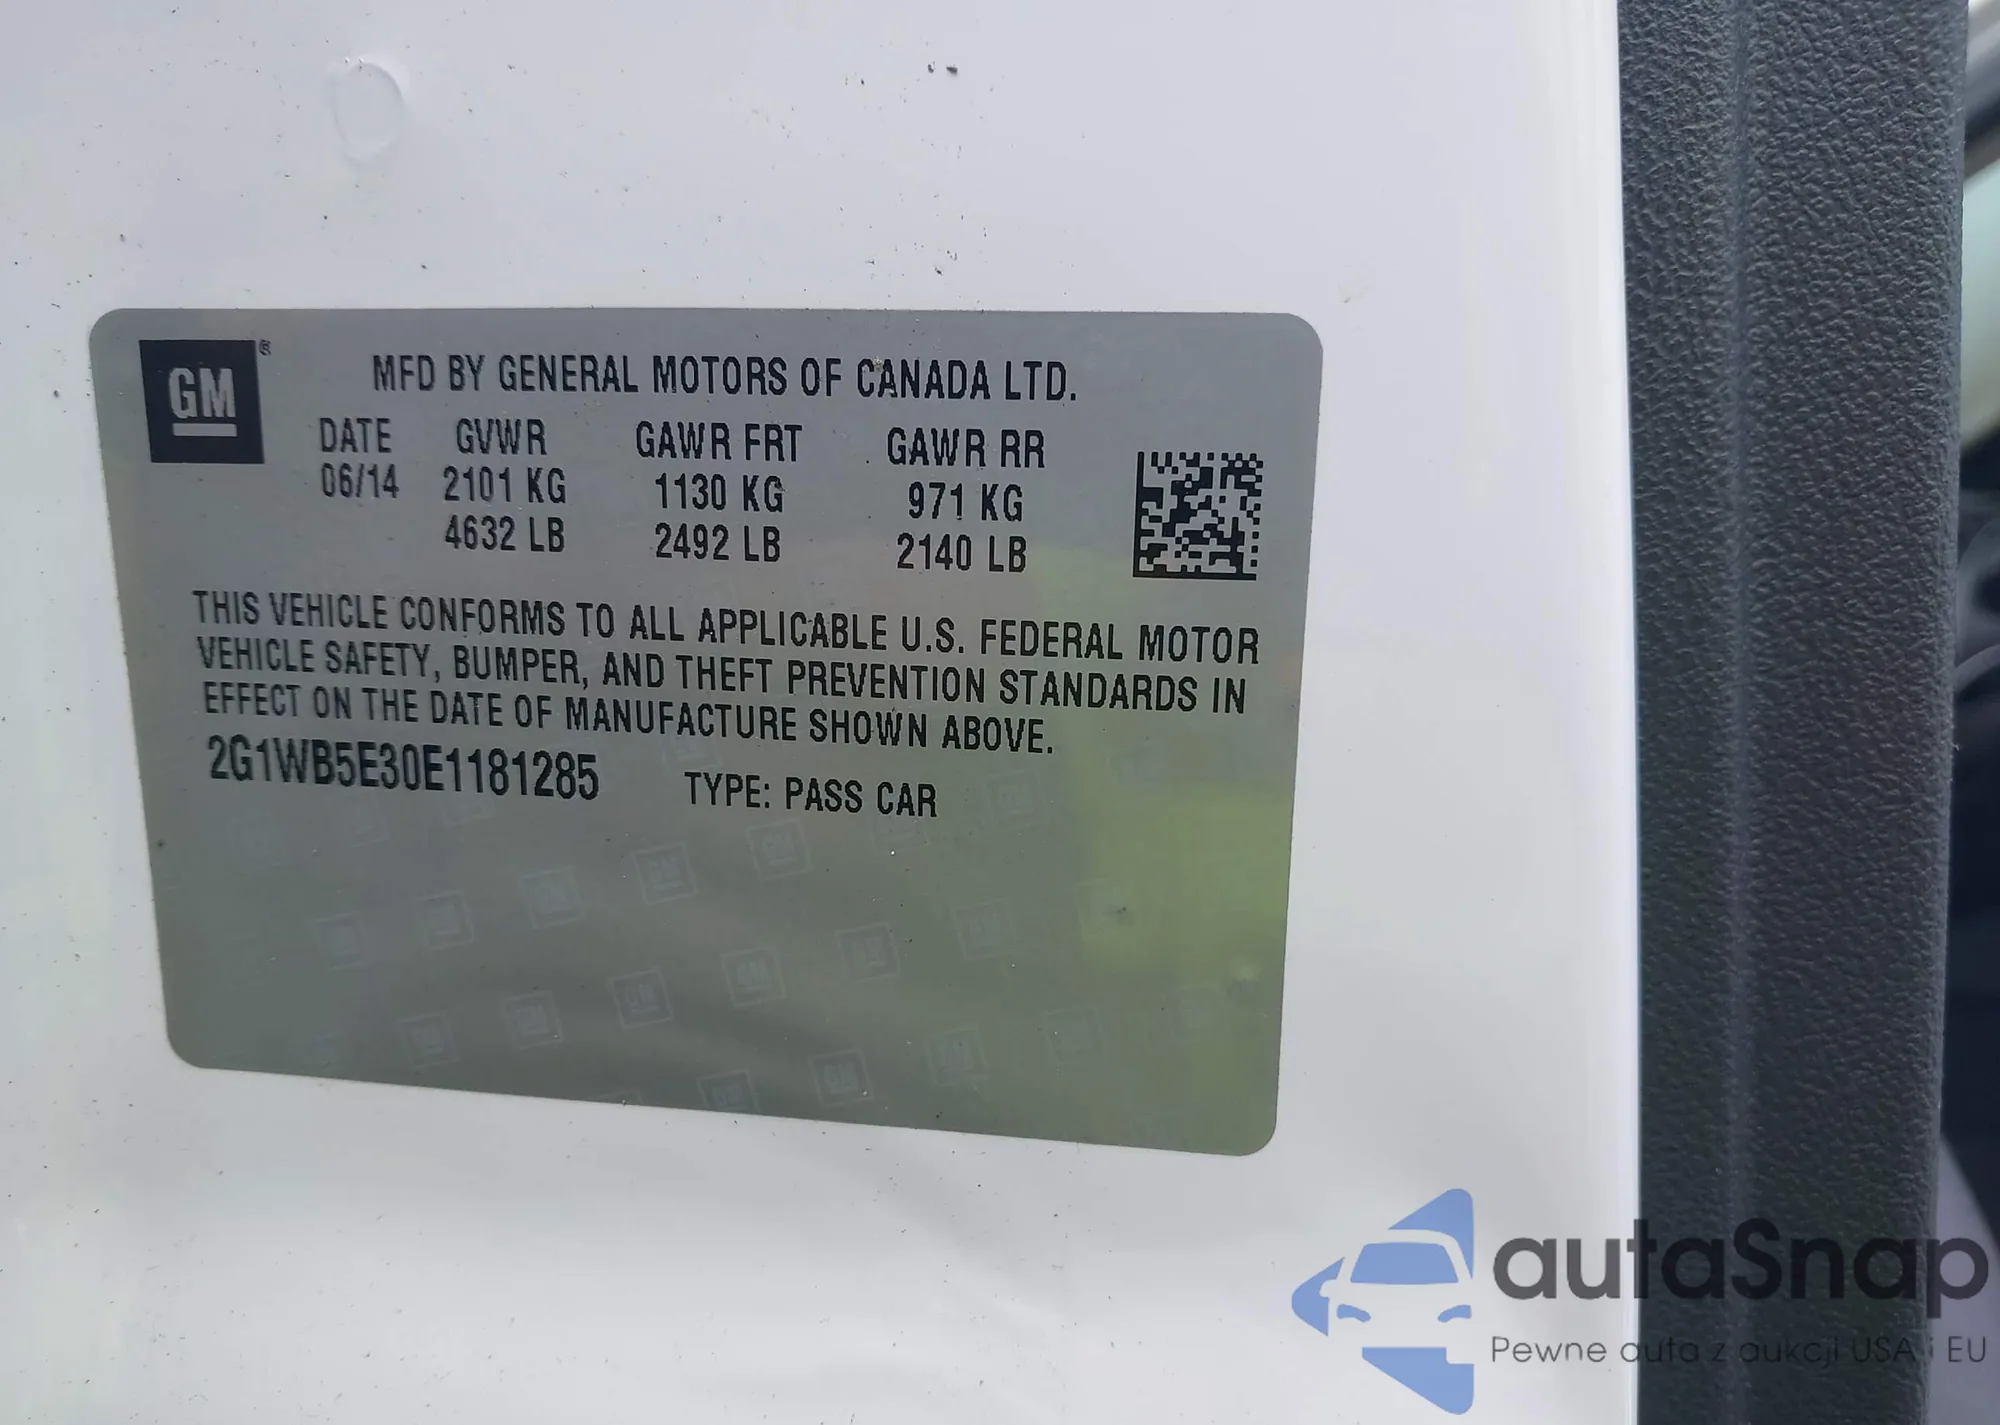 GM ®
MFD BY GENERAL MOTORS OF CANADA LTD.
DATE GVWR GAWR FRT GAWR RR
06/14 2101 KG 1130 KG 971 KG
4632 LB 2492 LB 2140 LB
THIS VEHICLE CONFORMS TO ALL APPLICABLE U.S. FEDERAL MOTOR
VEHICLE SAFETY, BUMPER, AND THEFT PREVENTION STANDARDS IN
EFFECT ON THE DATE OF MANUFACTURE SHOWN ABOVE.
2G1WB5E30E1181285 TYPE: PASS CAR
autaSnap
Pewne auta z aukcji USA i EU